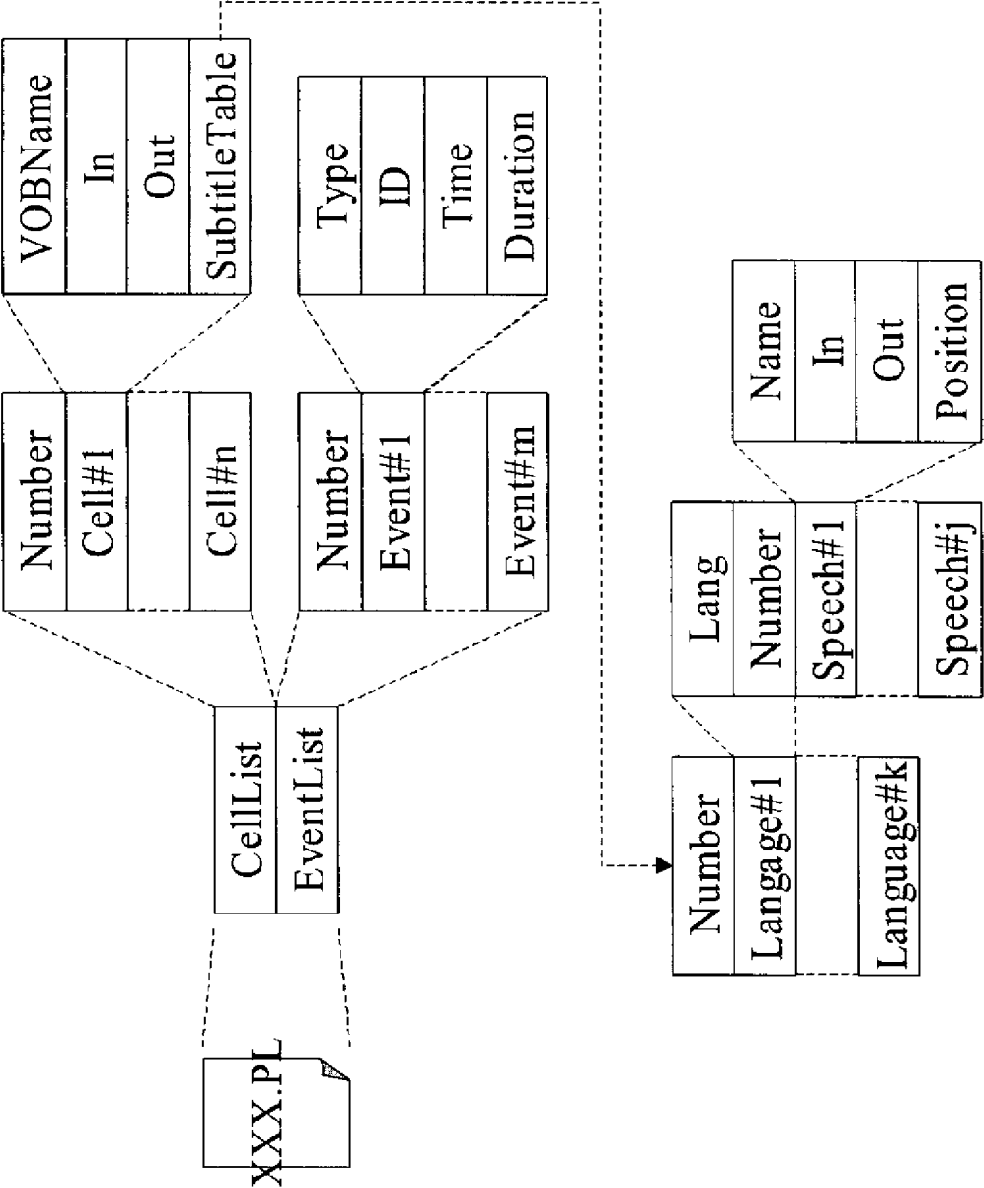 XXX.PL
CellList
EventList
Number
Cell#1
Cell#n
VOBName
In
Out
SubtitleTable
Number
Event#1
Event#m
Type
ID
Time
Duration
Number
Langage#1
Language#k
Lang
Number
Speech#1
Speech#j
Name
In
Out
Position